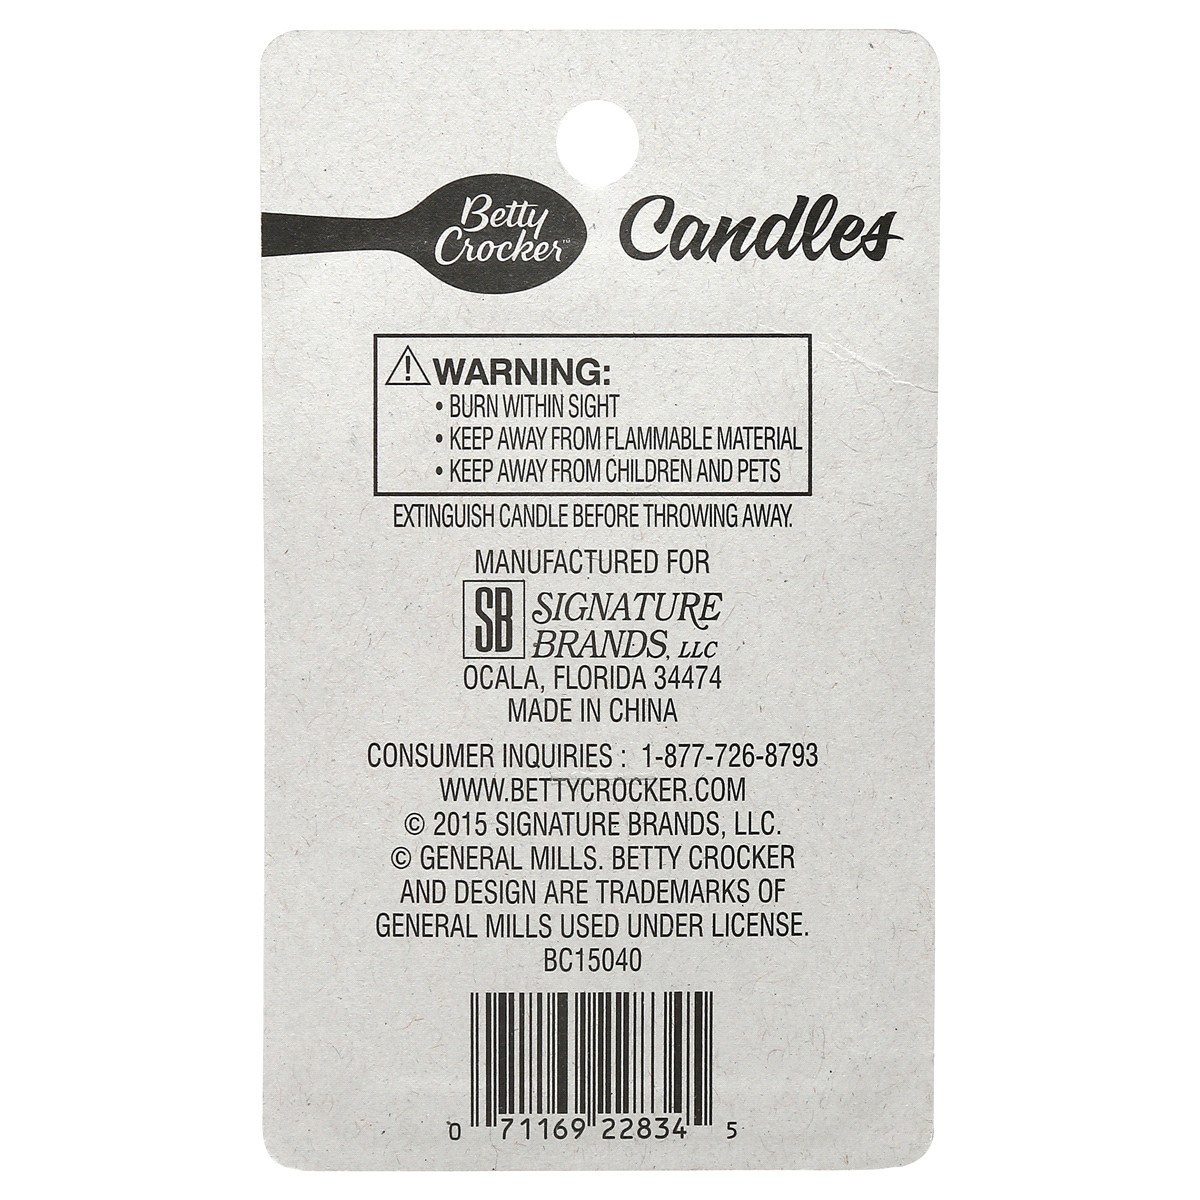 Betty
Crocker™
Candles
⚠ WARNING:
• BURN WITHIN SIGHT
• KEEP AWAY FROM FLAMMABLE MATERIAL
• KEEP AWAY FROM CHILDREN AND PETS
EXTINGUISH CANDLE BEFORE THROWING AWAY.
MANUFACTURED FOR
SB SIGNATURE
BRANDS, LLC
OCALA, FLORIDA 34474
MADE IN CHINA
CONSUMER INQUIRIES : 1-877-726-8793
WWW.BETTYCROCKER.COM
© 2015 SIGNATURE BRANDS, LLC.
© GENERAL MILLS. BETTY CROCKER
AND DESIGN ARE TRADEMARKS OF
GENERAL MILLS USED UNDER LICENSE.
BC15040
0 71169 22834 5